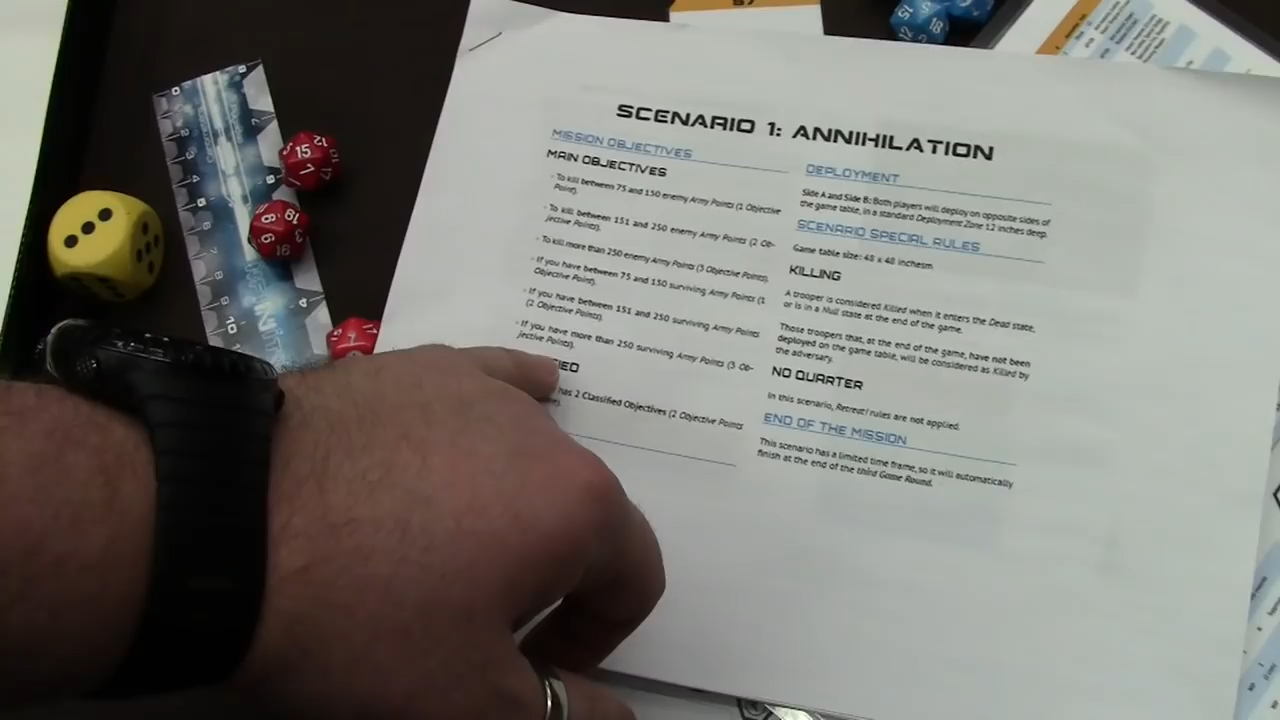 SCENARIO 1: ANNIHILATION
MISSION OBJECTIVES
MAIN OBJECTIVES
- To kill between 75 and 150 enemy Army Points (1 Objective
Point).
- To kill between 151 and 250 enemy Army Points (2 Ob-
jective Points).
- To kill more than 250 enemy Army Points (3 Objective Points).
- If you have between 75 and 150 surviving Army Points (1
Objective Point).
- If you have between 151 and 250 surviving Army Points
(2 Objective Points).
- If you have more than 250 surviving Army Points (3 Ob-
jective Points).
has 2 Classified Objectives (2 Objective Points
DEPLOYMENT
Side A and Side B: Both players will deploy on opposite sides of
the game table, in a standard Deployment Zone 12 inches deep.
SCENARIO SPECIAL RULES
Game table size: 48 x 48 inchesm
KILLING
A trooper is considered Killed when it enters the Dead state,
or is in a Null state at the end of the game.
Those troopers that, at the end of the game, have not been
deployed on the game table, will be considered as Killed by
the adversary.
NO QUARTER
In this scenario, Retreat! rules are not applied.
END OF THE MISSION
This scenario has a limited time frame, so it will automatically
finish at the end of the third Game Round.